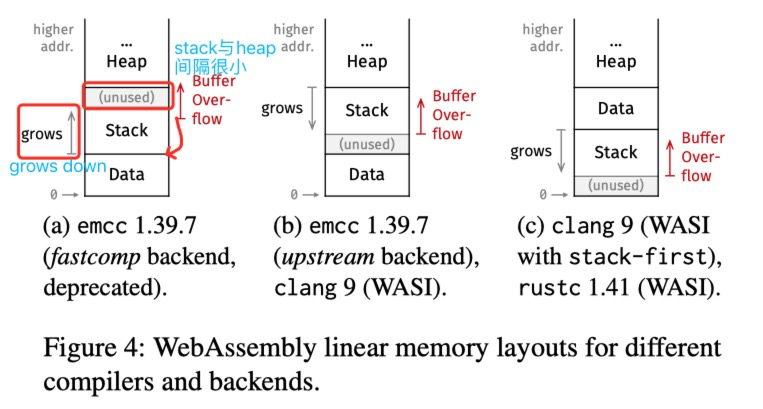 higher
addr.
...
Heap
(unused)
Stack
Data
grows
0
Buffer
Over-
flow
stack与heap
间隔很小
grows down
(a) emcc 1.39.7
(fastcomp backend,
deprecated).
higher
addr.
...
Heap
Stack
(unused)
Data
grows
0
Buffer
Over-
flow
(b) emcc 1.39.7
(upstream backend),
clang 9 (WASI).
higher
addr.
...
Heap
Data
Stack
(unused)
grows
0
Buffer
Over-
flow
(c) clang 9 (WASI
with stack-first),
rustc 1.41 (WASI).
Figure 4: WebAssembly linear memory layouts for different
compilers and backends.